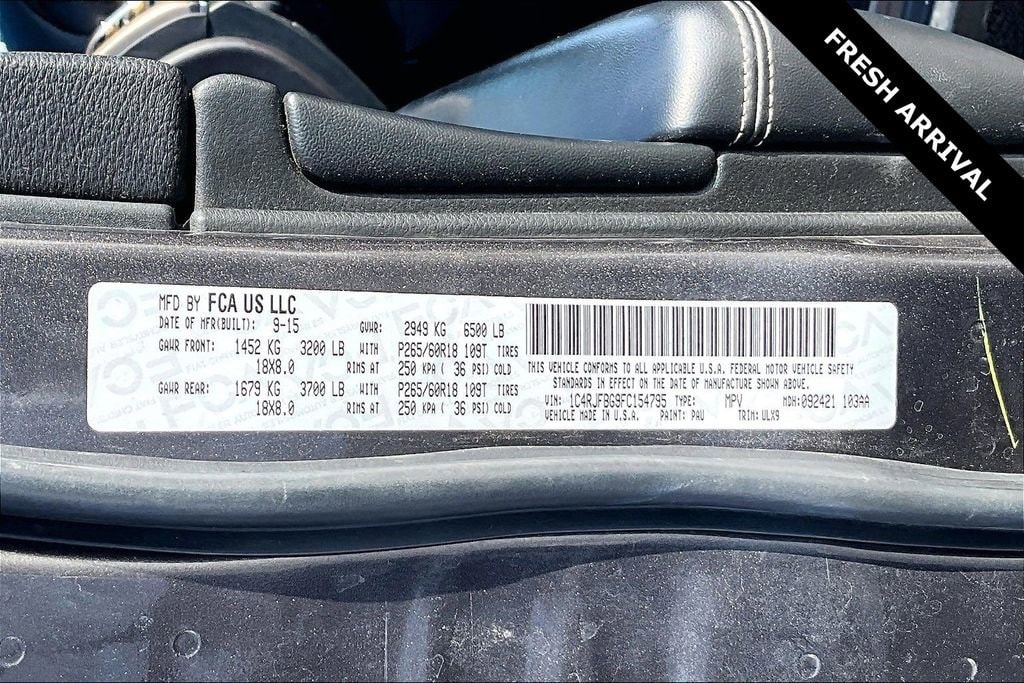 FRESH ARRIVAL
MFD BY FCA US LLC
DATE OF MFR(BUILT): 9-15 GVWR: 2949 KG 6500 LB
GAWR FRONT: 1452 KG 3200 LB WITH P265/60R18 109T TIRES
18X8.0 RIMS AT 250 KPA ( 36 PSI) COLD
GAWR REAR: 1679 KG 3700 LB WITH P265/60R18 109T TIRES
18X8.0 RIMS AT 250 KPA ( 36 PSI) COLD
THIS VEHICLE CONFORMS TO ALL APPLICABLE U.S.A. FEDERAL MOTOR VEHICLE SAFETY
STANDARDS IN EFFECT ON THE DATE OF MANUFACTURE SHOWN ABOVE.
VIN: 1C4RJFBG9FC154795 TYPE: MPV MDH: 092421 103AA
VEHICLE MADE IN U.S.A. PAINT: PAU TRIM: ULX9